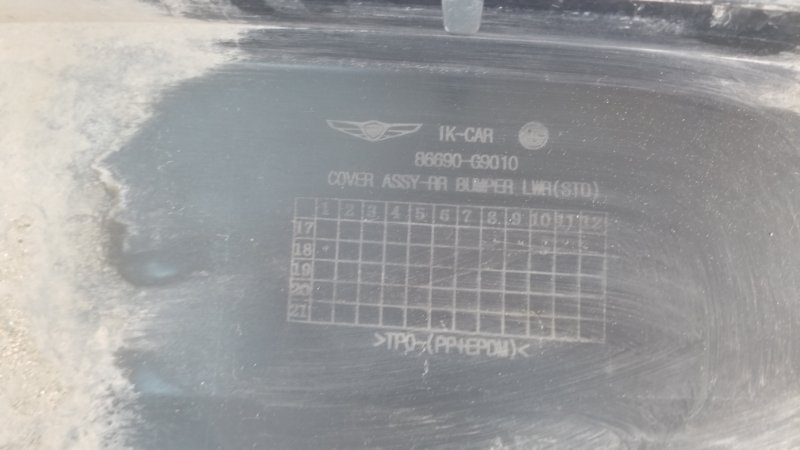 IK-CAR
86690-G9010
COVER ASSY-RR BUMPER LWR(STD)
1 2 3 4 5 6 7 8 9 10 11 12
17
18
19
20
21
>TPO-(PP+EPDM)<